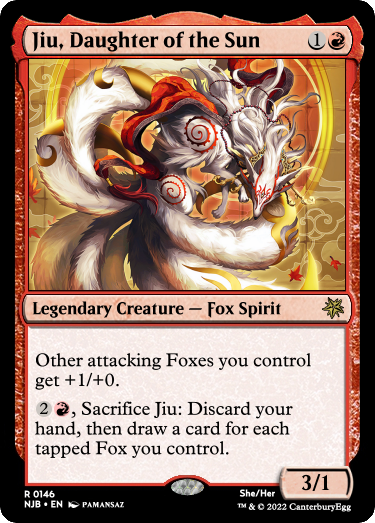 Jiu, Daughter of the Sun 1
Legendary Creature — Fox Spirit
Other attacking Foxes you control
get +1/+0.
2 , Sacrifice Jiu: Discard your
hand, then draw a card for each
tapped Fox you control.
3/1
R 0146 She/Her
NJB • EN PAMANSAZ ™ & © 2022 CanterburyEgg